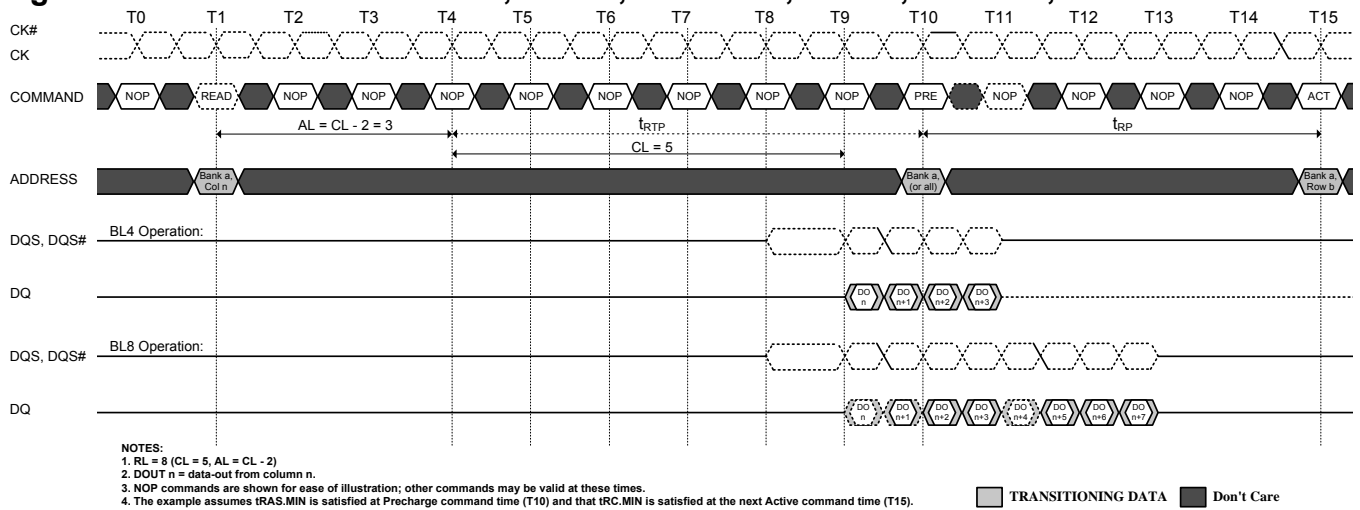 T0 T1 T2 T3 T4 T5 T6 T7 T8 T9 T10 T11 T12 T13 T14 T15
CK#
CK
COMMAND NOP READ NOP NOP NOP NOP NOP NOP NOP NOP PRE NOP NOP NOP NOP ACT
AL = CL - 2 = 3 tRTP tRP
CL = 5
ADDRESS Bank a, Col n Bank a, (or all) Bank a, Row b
BL4 Operation:
DQS, DQS#
DQ DO n DO n+1 DO n+2 DO n+3
BL8 Operation:
DQS, DQS#
DQ DO n DO n+1 DO n+2 DO n+3 DO n+4 DO n+5 DO n+6 DO n+7
NOTES:
1. RL = 8 (CL = 5, AL = CL - 2)
2. DOUT n = data-out from column n.
3. NOP commands are shown for ease of illustration; other commands may be valid at these times.
4. The example assumes tRAS.MIN is satisfied at Precharge command time (T10) and that tRC.MIN is satisfied at the next Active command time (T15).
TRANSITIONING DATA Don't Care